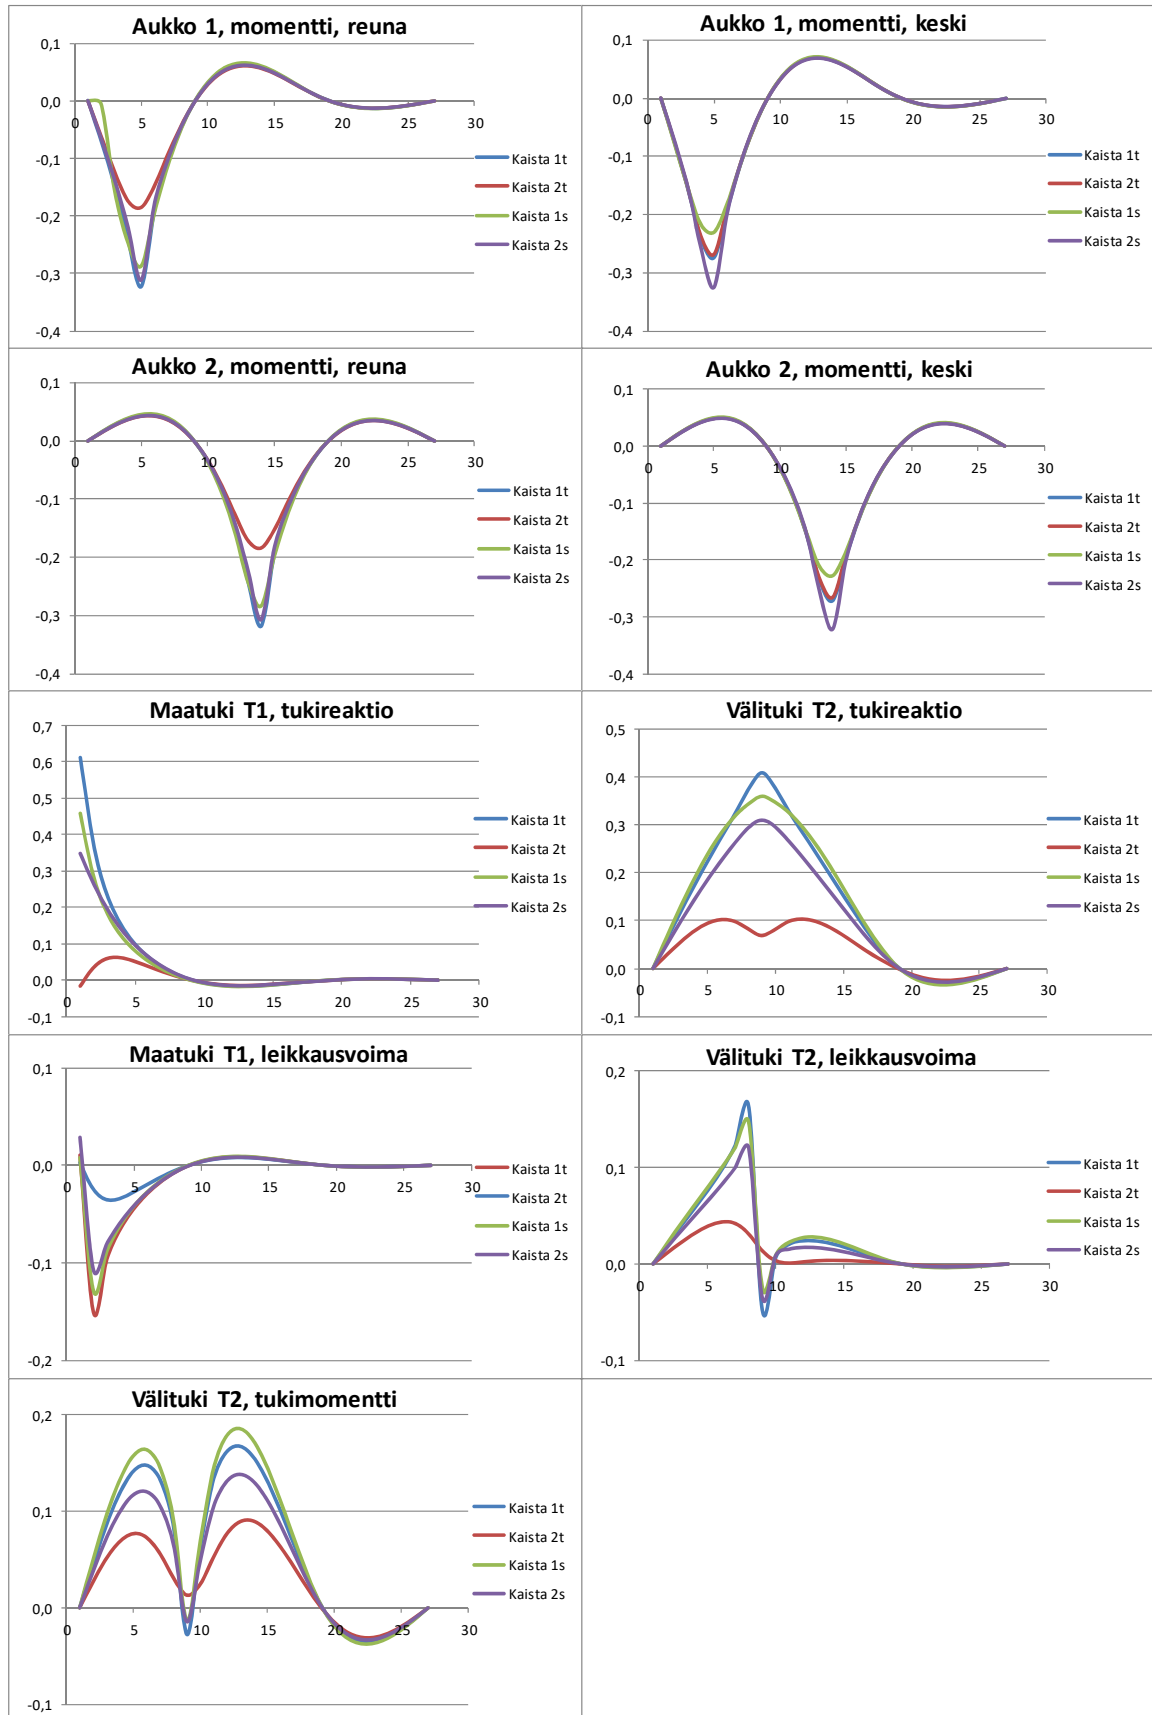 Aukko 1, momentti, reuna
0,1
0,0
-0,1
-0,2
-0,3
-0,4
0 5 10 15 20 25 30
Kaista 1t
Kaista 2t
Kaista 1s
Kaista 2s
Aukko 1, momentti, keski
0,1
0,0
-0,1
-0,2
-0,3
-0,4
0 5 10 15 20 25 30
Kaista 1t
Kaista 2t
Kaista 1s
Kaista 2s
Aukko 2, momentti, reuna
0,1
0,0
-0,1
-0,2
-0,3
-0,4
0 5 10 15 20 25 30
Kaista 1t
Kaista 2t
Kaista 1s
Kaista 2s
Aukko 2, momentti, keski
0,1
0,0
-0,1
-0,2
-0,3
-0,4
0 5 10 15 20 25 30
Kaista 1t
Kaista 2t
Kaista 1s
Kaista 2s
Maatuki T1, tukireaktio
0,7
0,6
0,5
0,4
0,3
0,2
0,1
0,0
-0,1
0 5 10 15 20 25 30
Kaista 1t
Kaista 2t
Kaista 1s
Kaista 2s
Välituki T2, tukireaktio
0,5
0,4
0,3
0,2
0,1
0,0
-0,1
0 5 10 15 20 25 30
Kaista 1t
Kaista 2t
Kaista 1s
Kaista 2s
Maatuki T1, leikkausvoima
0,1
0,0
-0,1
-0,2
0 5 10 15 20 25 30
Kaista 1t
Kaista 2t
Kaista 1s
Kaista 2s
Välituki T2, leikkausvoima
0,2
0,1
0,0
-0,1
0 5 10 15 20 25 30
Kaista 1t
Kaista 2t
Kaista 1s
Kaista 2s
Välituki T2, tukimomentti
0,2
0,1
0,0
-0,1
0 5 10 15 20 25 30
Kaista 1t
Kaista 2t
Kaista 1s
Kaista 2s